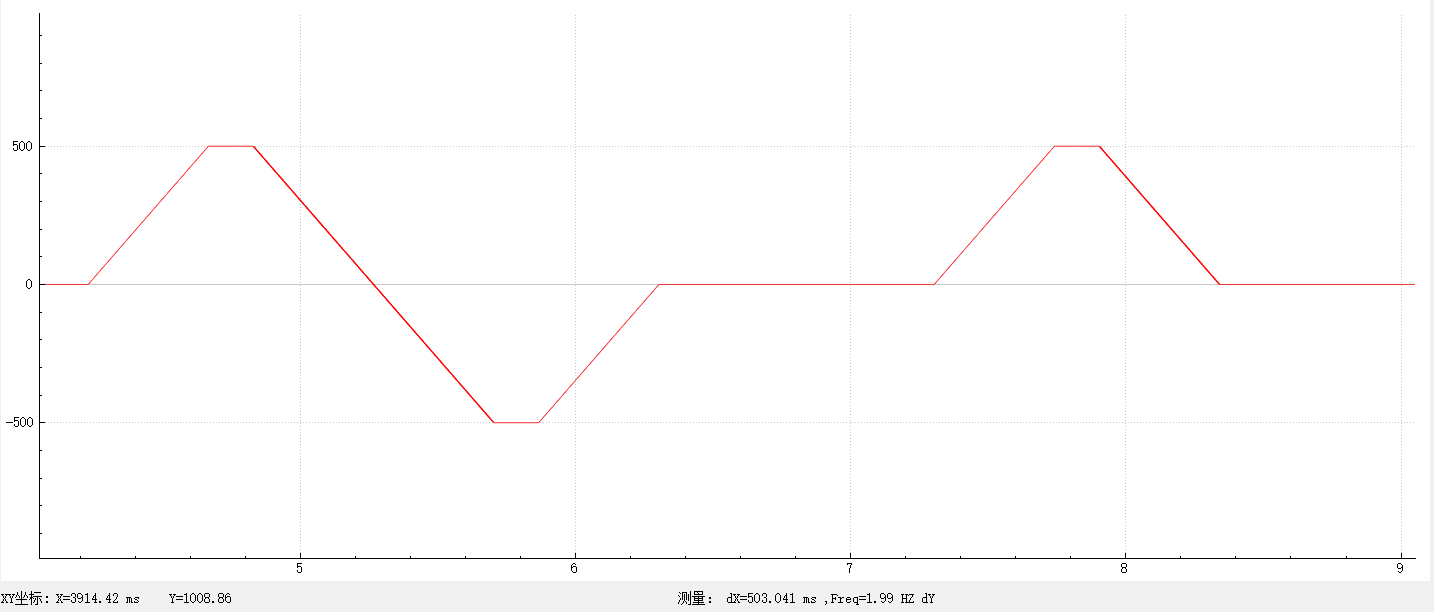 500
0
-500
5 6 7 8 9
XY坐标: X=3914.42 ms Y=1008.86 测量: dX=503.041 ms ,Freq=1.99 HZ dY